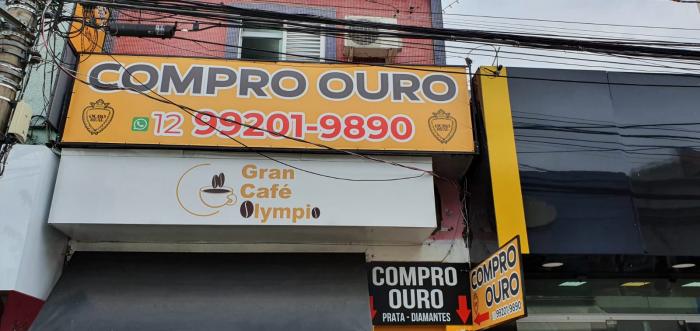 COMPRO OURO
12 99201-9890
Gran
Café
Olympio
COMPRO
OURO
PRATA - DIAMANTES
COMPRO
OURO
99201-9890